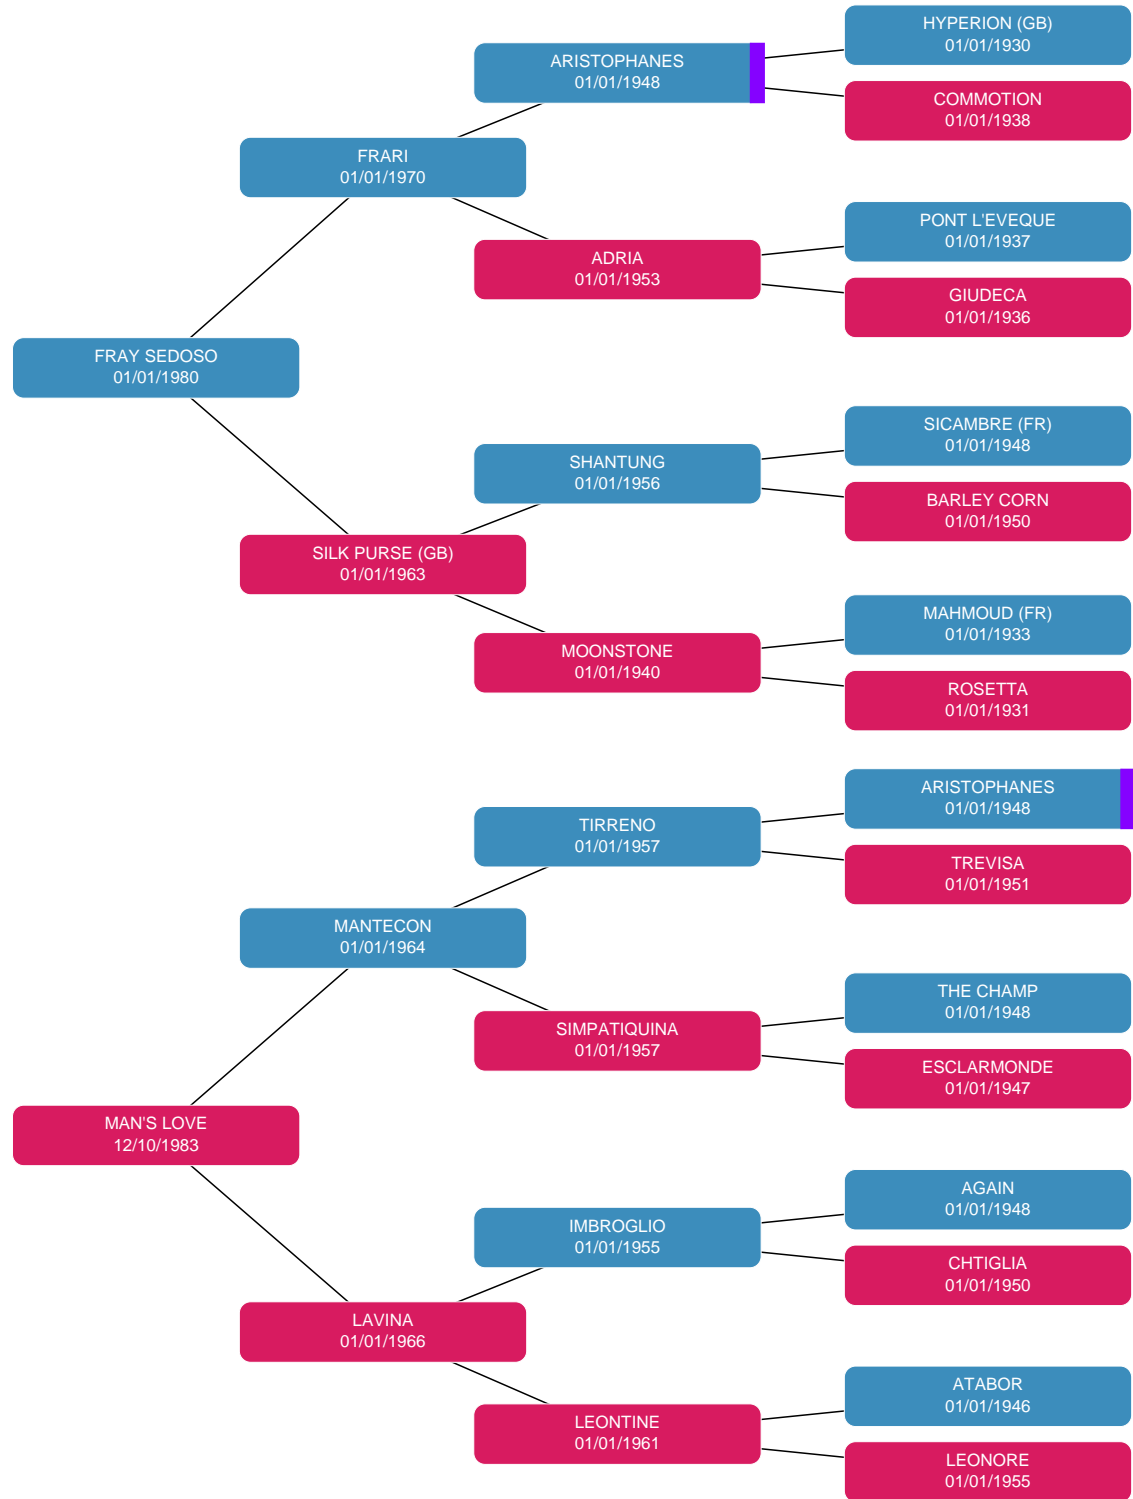 HYPERION (GB)
01/01/1930
ARISTOPHANES
01/01/1948
COMMOTION
01/01/1938
FRARI
01/01/1970
PONT L'EVEQUE
01/01/1937
ADRIA
01/01/1953
GIUDECA
01/01/1936
FRAY SEDOSO
01/01/1980
SICAMBRE (FR)
01/01/1948
SHANTUNG
01/01/1956
BARLEY CORN
01/01/1950
SILK PURSE (GB)
01/01/1963
MAHMOUD (FR)
01/01/1933
MOONSTONE
01/01/1940
ROSETTA
01/01/1931
ARISTOPHANES
01/01/1948
TIRRENO
01/01/1957
TREVISA
01/01/1951
MANTECON
01/01/1964
THE CHAMP
01/01/1948
SIMPATIQUINA
01/01/1957
ESCLARMONDE
01/01/1947
MAN'S LOVE
12/10/1983
AGAIN
01/01/1948
IMBROGLIO
01/01/1955
CHTIGLIA
01/01/1950
LAVINA
01/01/1966
ATABOR
01/01/1946
LEONTINE
01/01/1961
LEONORE
01/01/1955